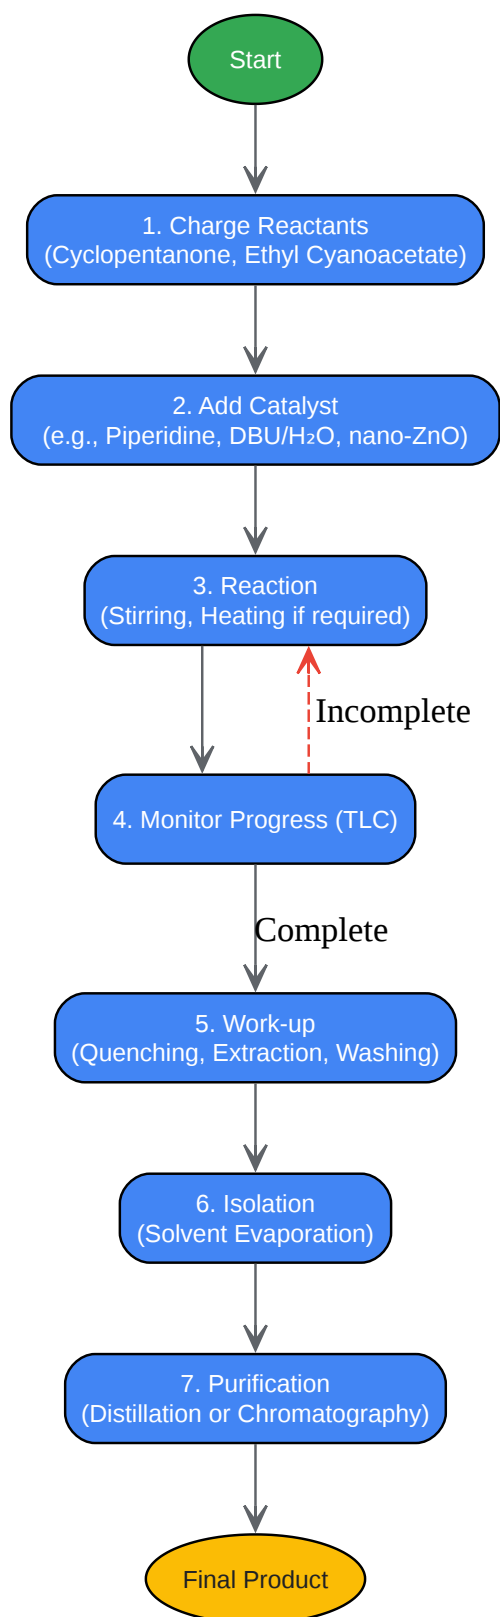 Start
1. Charge Reactants
(Cyclopentanone, Ethyl Cyanoacetate)
2. Add Catalyst
(e.g., Piperidine, DBU/H₂O, nano-ZnO)
3. Reaction
(Stirring, Heating if required)
Incomplete
4. Monitor Progress (TLC)
Complete
5. Work-up
(Quenching, Extraction, Washing)
6. Isolation
(Solvent Evaporation)
7. Purification
(Distillation or Chromatography)
Final Product